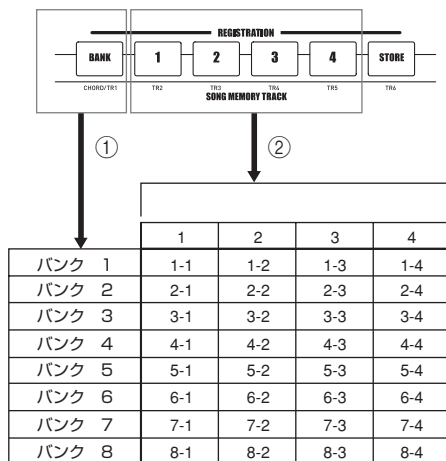 REGISTRATION
BANK 1 2 3 4 STORE
CHORD/TR1 TR2 TR3 TR4 TR5 TR6
SONG MEMORY TRACK
① ②
1 2 3 4
バンク 1 1-1 1-2 1-3 1-4
バンク 2 2-1 2-2 2-3 2-4
バンク 3 3-1 3-2 3-3 3-4
バンク 4 4-1 4-2 4-3 4-4
バンク 5 5-1 5-2 5-3 5-4
バンク 6 6-1 6-2 6-3 6-4
バンク 7 7-1 7-2 7-3 7-4
バンク 8 8-1 8-2 8-3 8-4